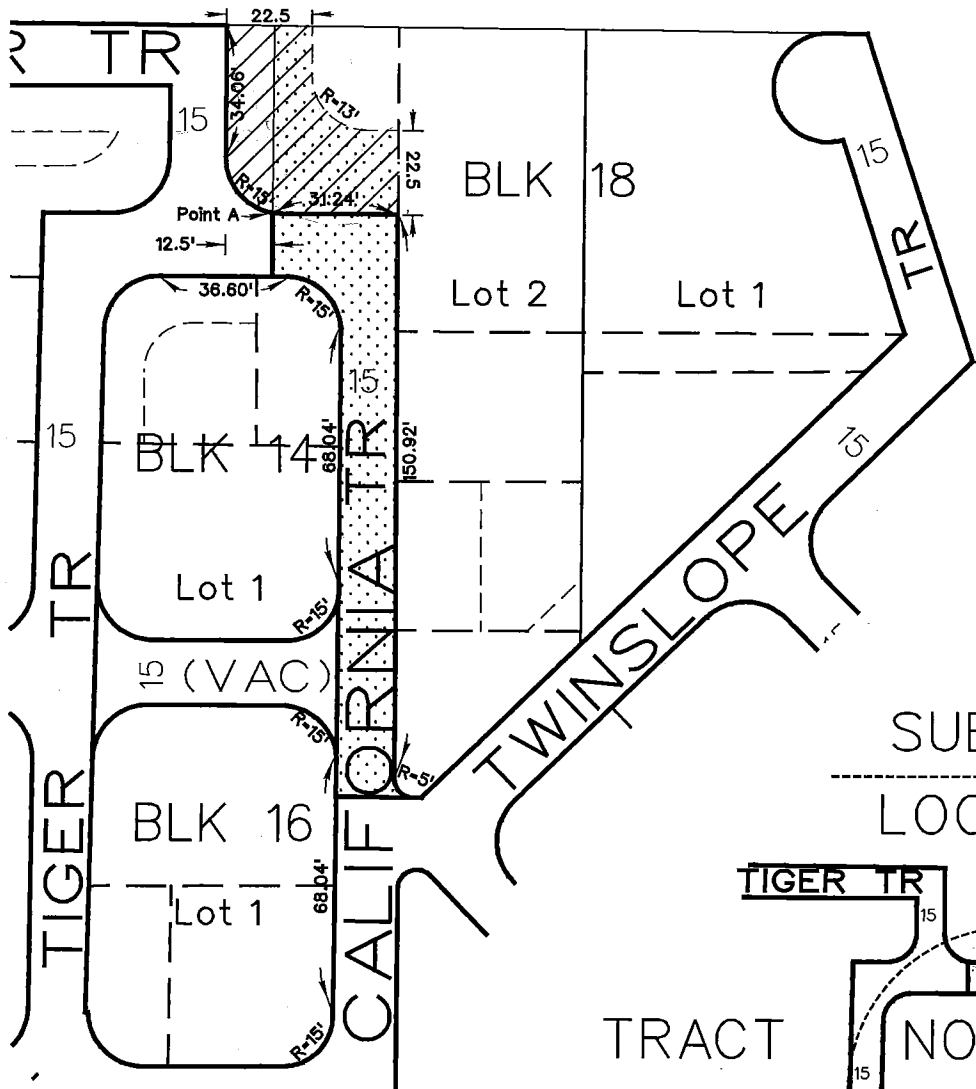 22.5
R TR
34.06'
15
R=13'
22.5
15
BLK 18
R=15'
31.24'
Point A
12.5'
TR
36.60'
R=15'
Lot 2
Lot 1
15
15
68.04'
BLK 14
150.92'
15
Lot 1
R=15'
15 (VAC)
TIGER TR
CALIFORNIA TR
TWINSLOPE
R=15'
R=5'
BLK 16
68.04'
Lot 1
R=15'
SUB
LOC
TIGER TR
15
TRACT
NO
15